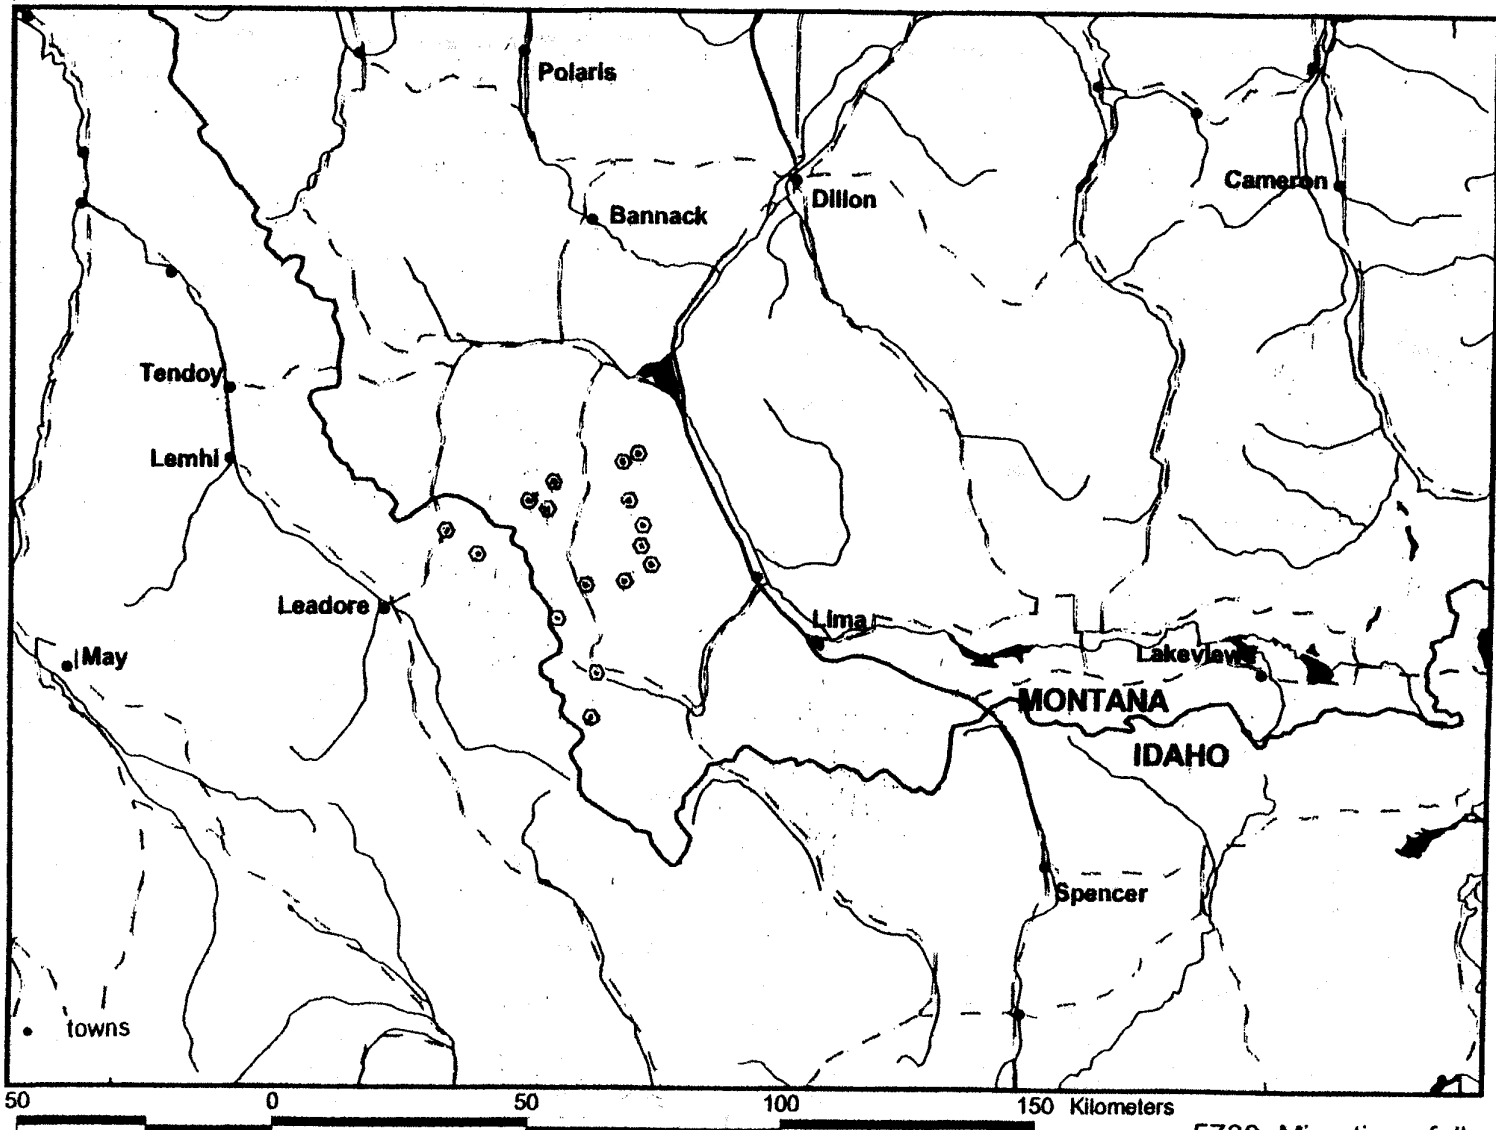 Polaris
Cameron
Dillon
Bannack
Tendoy
Lemhi
Leadore
Lima
May
Lakeview
MONTANA
IDAHO
Spencer
towns
50 0 50 100 150 Kilometers